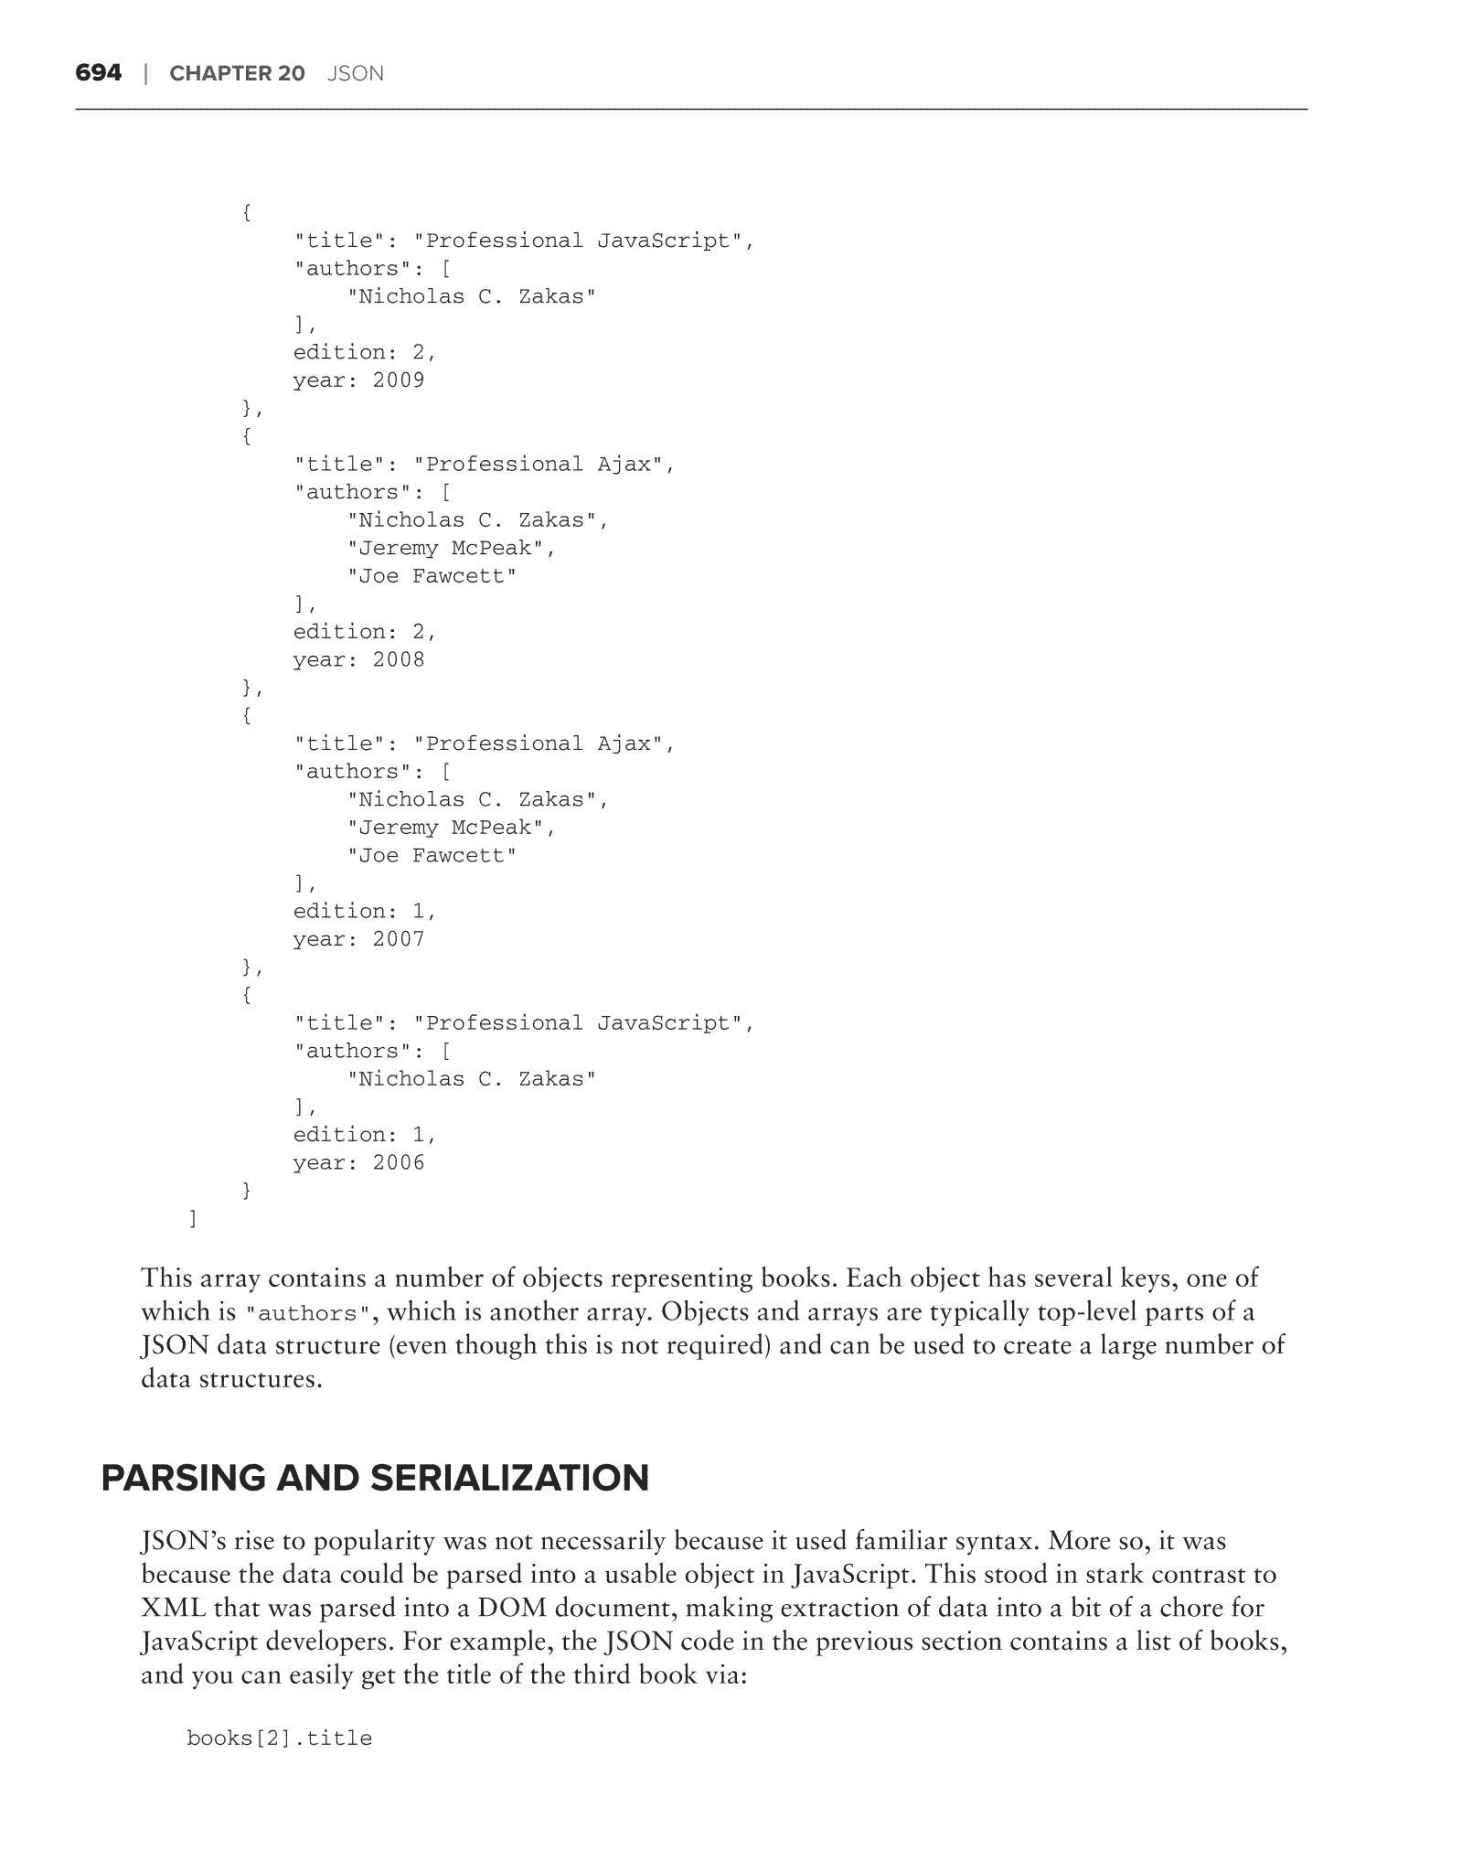 694 | CHAPTER 20 JSON
{
"title": "Professional JavaScript",
"authors": [
"Nicholas C. Zakas"
],
edition: 2,
year: 2009
},
{
"title": "Professional Ajax",
"authors": [
"Nicholas C. Zakas",
"Jeremy McPeak",
"Joe Fawcett"
],
edition: 2,
year: 2008
},
{
"title": "Professional Ajax",
"authors": [
"Nicholas C. Zakas",
"Jeremy McPeak",
"Joe Fawcett"
],
edition: 1,
year: 2007
},
{
"title": "Professional JavaScript",
"authors": [
"Nicholas C. Zakas"
],
edition: 1,
year: 2006
}
]
This array contains a number of objects representing books. Each object has several keys, one of
which is "authors", which is another array. Objects and arrays are typically top-level parts of a
JSON data structure (even though this is not required) and can be used to create a large number of
data structures.
PARSING AND SERIALIZATION
JSON’s rise to popularity was not necessarily because it used familiar syntax. More so, it was
because the data could be parsed into a usable object in JavaScript. This stood in stark contrast to
XML that was parsed into a DOM document, making extraction of data into a bit of a chore for
JavaScript developers. For example, the JSON code in the previous section contains a list of books,
and you can easily get the title of the third book via:
books[2].title